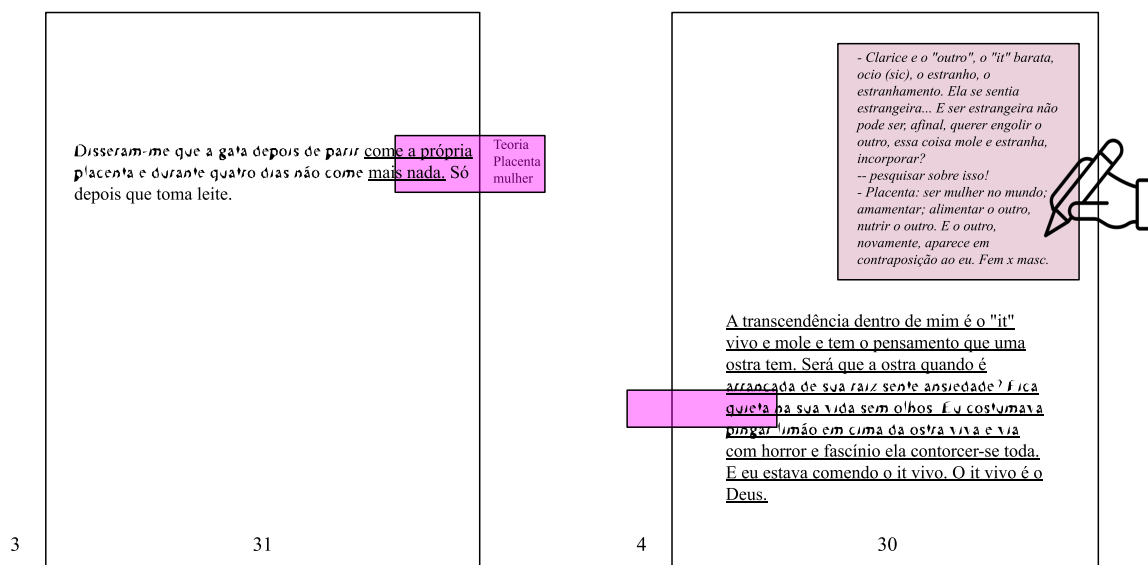 Disseram-me que a gata depois de parir come a própria
placenta e durante quatro dias não come mais nada. Só
depois que toma leite.
Teoria
Placenta
mulher
3
31
- Clarice e o "outro", o "it" barata,
ocio (sic), o estranho, o
estranhamento. Ela se sentia
estrangeira... E ser estrangeira não
pode ser, afinal, querer engolir o
outro, essa coisa mole e estranha,
incorporar?
-- pesquisar sobre isso!
- Placenta: ser mulher no mundo;
amamentar; alimentar o outro,
nutrir o outro. E o outro,
novamente, aparece em
contraposição ao eu. Fem x masc.
A transcendência dentro de mim é o "it"
vivo e mole e tem o pensamento que uma
ostra tem. Será que a ostra quando é
arrancada de sua raiz sente ansiedade? Fica
quieta na sua vida sem olhos. Eu costumava
pingar limão em cima da ostra viva e via
com horror e fascínio ela contorcer-se toda.
E eu estava comendo o it vivo. O it vivo é o
Deus.
4
30